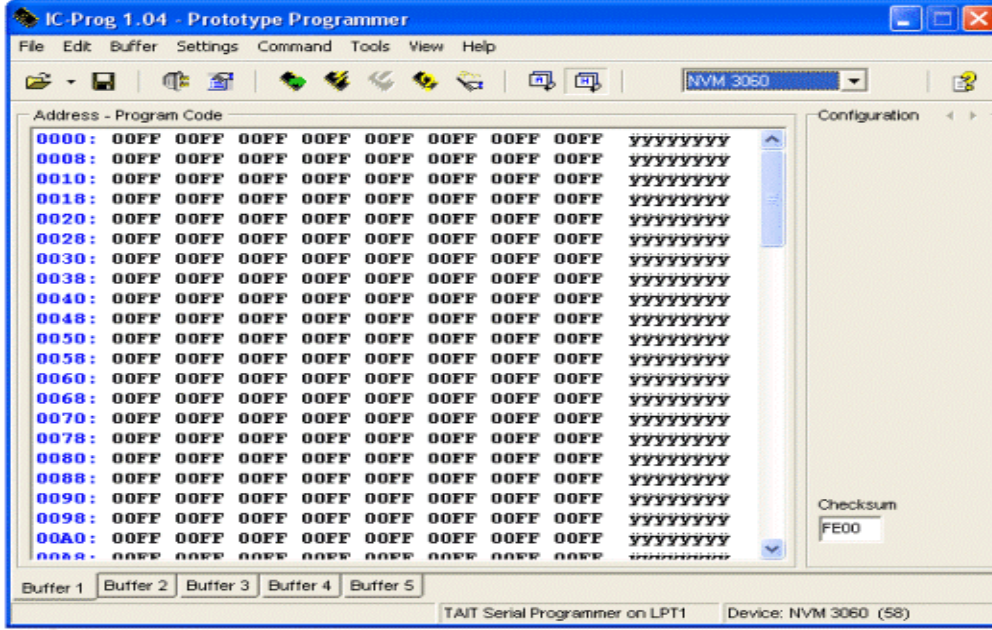 IC-Prog 1.04 - Prototype Programmer
File Edit Buffer Settings Command Tools View Help
NVM 3060
Address - Program Code
Configuration
0000: 00FF 00FF 00FF 00FF 00FF 00FF 00FF 00FF ÿÿÿÿÿÿÿÿ
0008: 00FF 00FF 00FF 00FF 00FF 00FF 00FF 00FF ÿÿÿÿÿÿÿÿ
0010: 00FF 00FF 00FF 00FF 00FF 00FF 00FF 00FF ÿÿÿÿÿÿÿÿ
0018: 00FF 00FF 00FF 00FF 00FF 00FF 00FF 00FF ÿÿÿÿÿÿÿÿ
0020: 00FF 00FF 00FF 00FF 00FF 00FF 00FF 00FF ÿÿÿÿÿÿÿÿ
0028: 00FF 00FF 00FF 00FF 00FF 00FF 00FF 00FF ÿÿÿÿÿÿÿÿ
0030: 00FF 00FF 00FF 00FF 00FF 00FF 00FF 00FF ÿÿÿÿÿÿÿÿ
0038: 00FF 00FF 00FF 00FF 00FF 00FF 00FF 00FF ÿÿÿÿÿÿÿÿ
0040: 00FF 00FF 00FF 00FF 00FF 00FF 00FF 00FF ÿÿÿÿÿÿÿÿ
0048: 00FF 00FF 00FF 00FF 00FF 00FF 00FF 00FF ÿÿÿÿÿÿÿÿ
0050: 00FF 00FF 00FF 00FF 00FF 00FF 00FF 00FF ÿÿÿÿÿÿÿÿ
0058: 00FF 00FF 00FF 00FF 00FF 00FF 00FF 00FF ÿÿÿÿÿÿÿÿ
0060: 00FF 00FF 00FF 00FF 00FF 00FF 00FF 00FF ÿÿÿÿÿÿÿÿ
0068: 00FF 00FF 00FF 00FF 00FF 00FF 00FF 00FF ÿÿÿÿÿÿÿÿ
0070: 00FF 00FF 00FF 00FF 00FF 00FF 00FF 00FF ÿÿÿÿÿÿÿÿ
0078: 00FF 00FF 00FF 00FF 00FF 00FF 00FF 00FF ÿÿÿÿÿÿÿÿ
0080: 00FF 00FF 00FF 00FF 00FF 00FF 00FF 00FF ÿÿÿÿÿÿÿÿ
0088: 00FF 00FF 00FF 00FF 00FF 00FF 00FF 00FF ÿÿÿÿÿÿÿÿ
0090: 00FF 00FF 00FF 00FF 00FF 00FF 00FF 00FF ÿÿÿÿÿÿÿÿ
0098: 00FF 00FF 00FF 00FF 00FF 00FF 00FF 00FF ÿÿÿÿÿÿÿÿ
00A0: 00FF 00FF 00FF 00FF 00FF 00FF 00FF 00FF ÿÿÿÿÿÿÿÿ
00A8: 00FF 00FF 00FF 00FF 00FF 00FF 00FF 00FF
Checksum
FE00
Buffer 1 Buffer 2 Buffer 3 Buffer 4 Buffer 5
TAIT Serial Programmer on LPT1 Device: NVM 3060 (58)